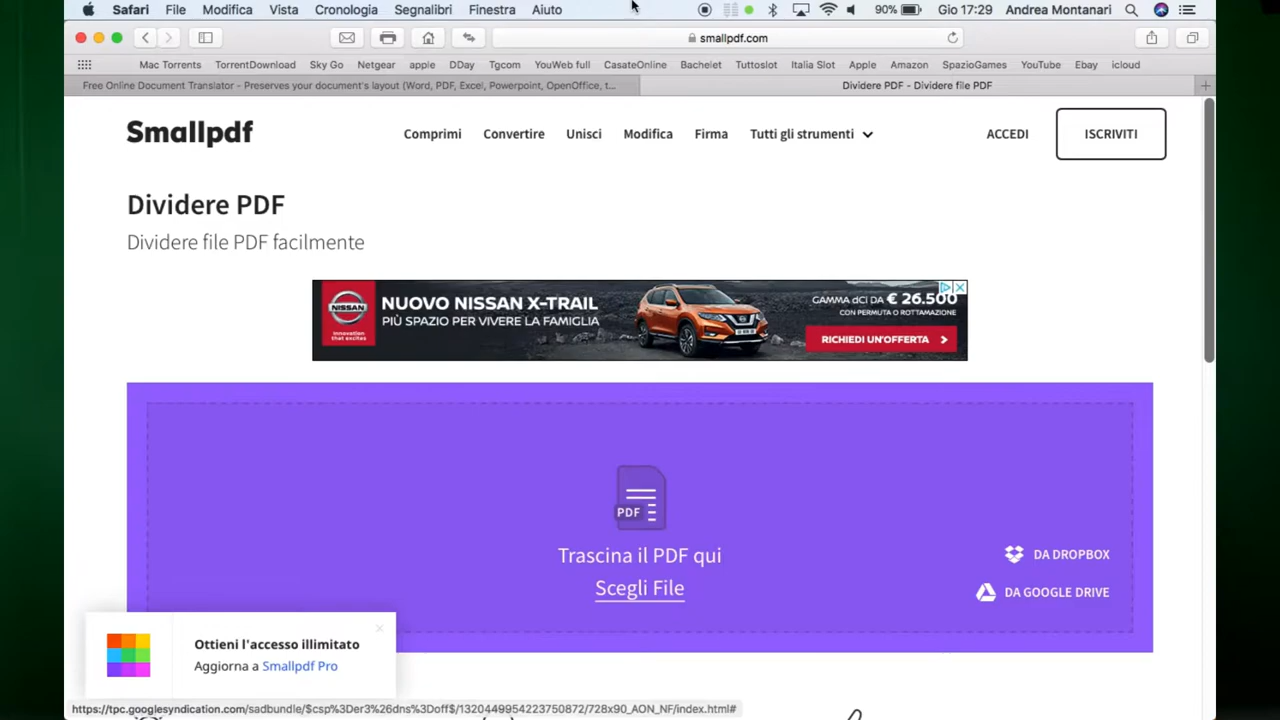 Safari File Modifica Vista Cronologia Segnalibri Finestra Aiuto 90% Gio 17:29 Andrea Montanari
smallpdf.com
Mac Torrents TorrentDownload Sky Go Netgear apple DDay Tgcom YouWeb full CasateOnline Bachelet Tuttoslot Italia Slot Apple Amazon SpazioGames YouTube Ebay icloud
Free Online Document Translator - Preserves your document's layout (Word, PDF, Excel, Powerpoint, OpenOffice, t... Dividere PDF - Dividere file PDF
Smallpdf Comprimi Convertire Unisci Modifica Firma Tutti gli strumenti ACCEDI ISCRIVITI
Dividere PDF
Dividere file PDF facilmente
NISSAN
Innovation that excites
NUOVO NISSAN X-TRAIL
PIÙ SPAZIO PER VIVERE LA FAMIGLIA
GAMMA dCi DA € 26.500
CON PERMUTA O ROTTAMAZIONE
RICHIEDI UN'OFFERTA
PDF
Trascina il PDF qui
Scegli File
DA DROPBOX
DA GOOGLE DRIVE
Ottieni l'accesso illimitato
Aggiorna a Smallpdf Pro
https://tpc.googlesyndication.com/sadbundle/$csp%3Der3%26dns%3Doff$/1320449954223750872/728x90_AON_NF/index.html#